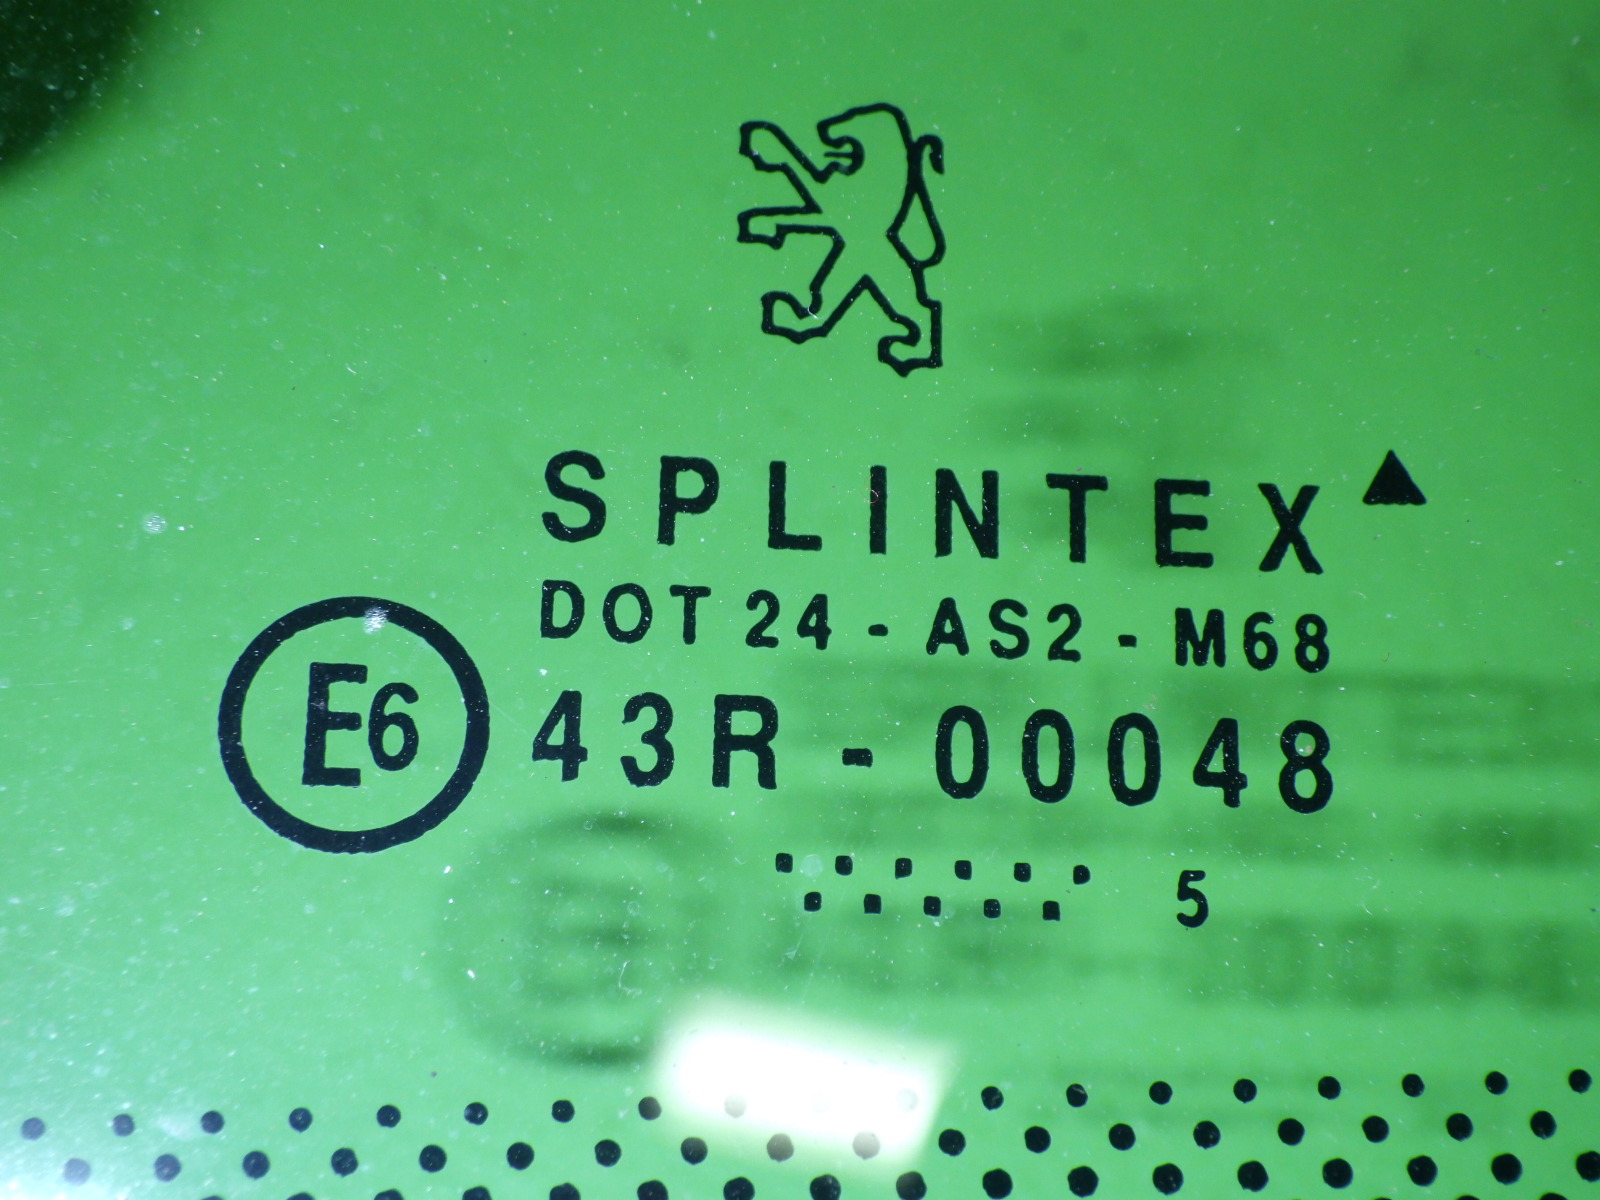 SPLINTEX
DOT 24 - AS2 - M68
E6 43R - 00048
5